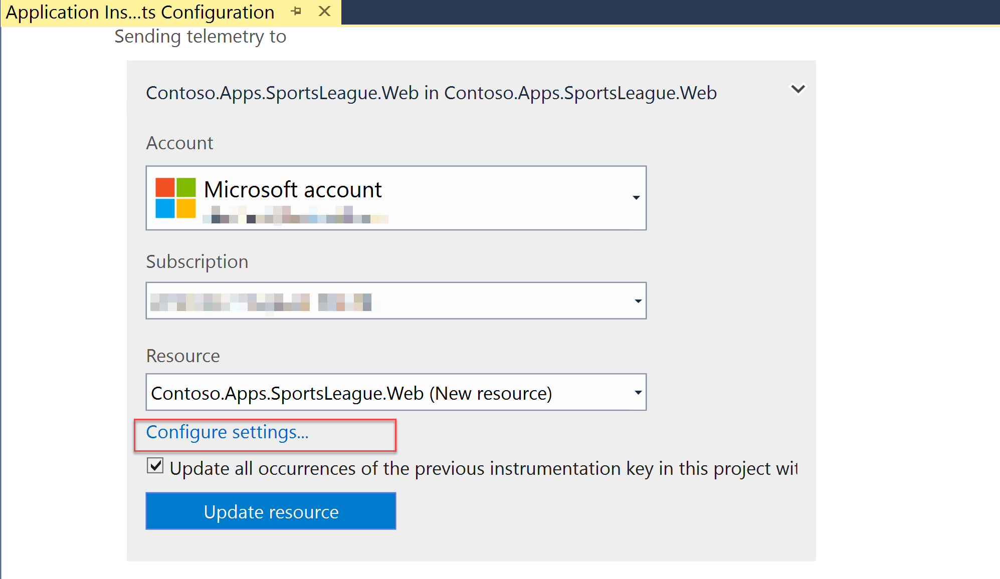 Application Ins...ts Configuration
Sending telemetry to
Contoso.Apps.SportsLeague.Web in Contoso.Apps.SportsLeague.Web
Account
Microsoft account
Subscription
Resource
Contoso.Apps.SportsLeague.Web (New resource)
Configure settings...
Update all occurrences of the previous instrumentation key in this project wit
Update resource